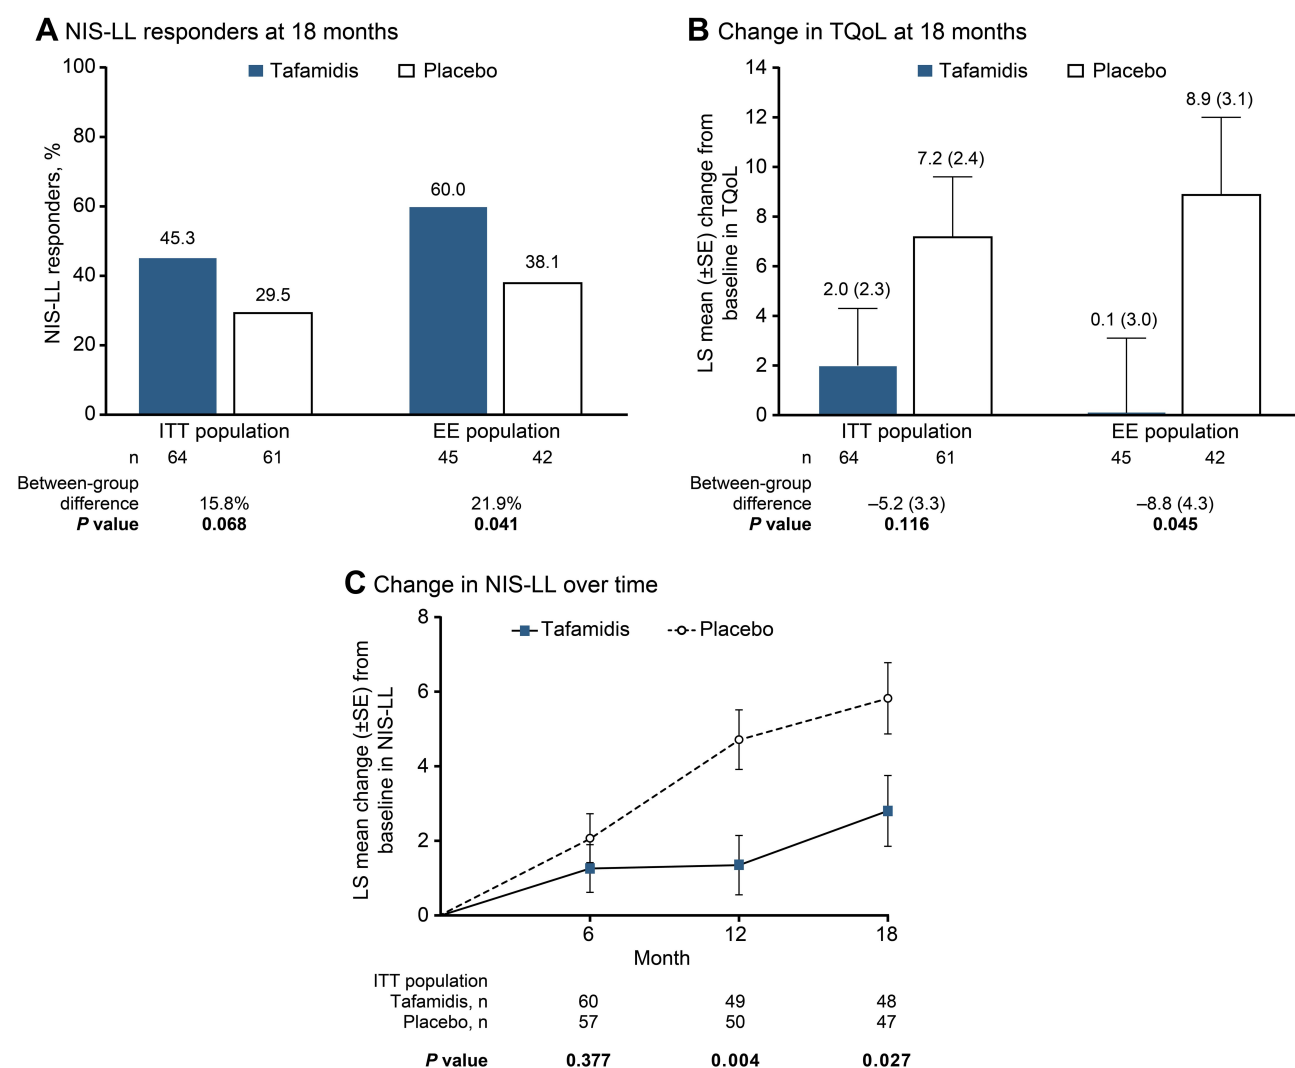 A NIS-LL responders at 18 months
NIS-LL responders, %
100
80
60
40
20
0
Tafamidis
Placebo
45.3
29.5
60.0
38.1
ITT population
EE population
n 64 61 45 42
Between-group
difference 15.8% 21.9%
P value 0.068 0.041
B Change in TQoL at 18 months
LS mean (±SE) change from
baseline in TQoL
14
12
10
8
6
4
2
0
Tafamidis
Placebo
2.0 (2.3)
7.2 (2.4)
0.1 (3.0)
8.9 (3.1)
ITT population
EE population
n 64 61 45 42
Between-group
difference –5.2 (3.3) –8.8 (4.3)
P value 0.116 0.045
C Change in NIS-LL over time
LS mean change (±SE) from
baseline in NIS-LL
8
6
4
2
0
Tafamidis
Placebo
6 12 18
Month
ITT population
Tafamidis, n 60 49 48
Placebo, n 57 50 47
P value 0.377 0.004 0.027